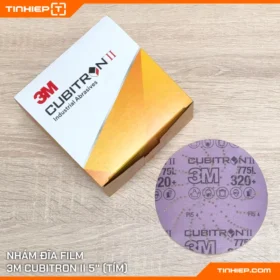 TINHIEP
TINHIEP
3M
CUBITRON II
Industrial Abrasives
CUBITRON II
3M
775L
320+
NHÁM ĐĨA FILM
3M CUBITRON II 5" (TÍM)